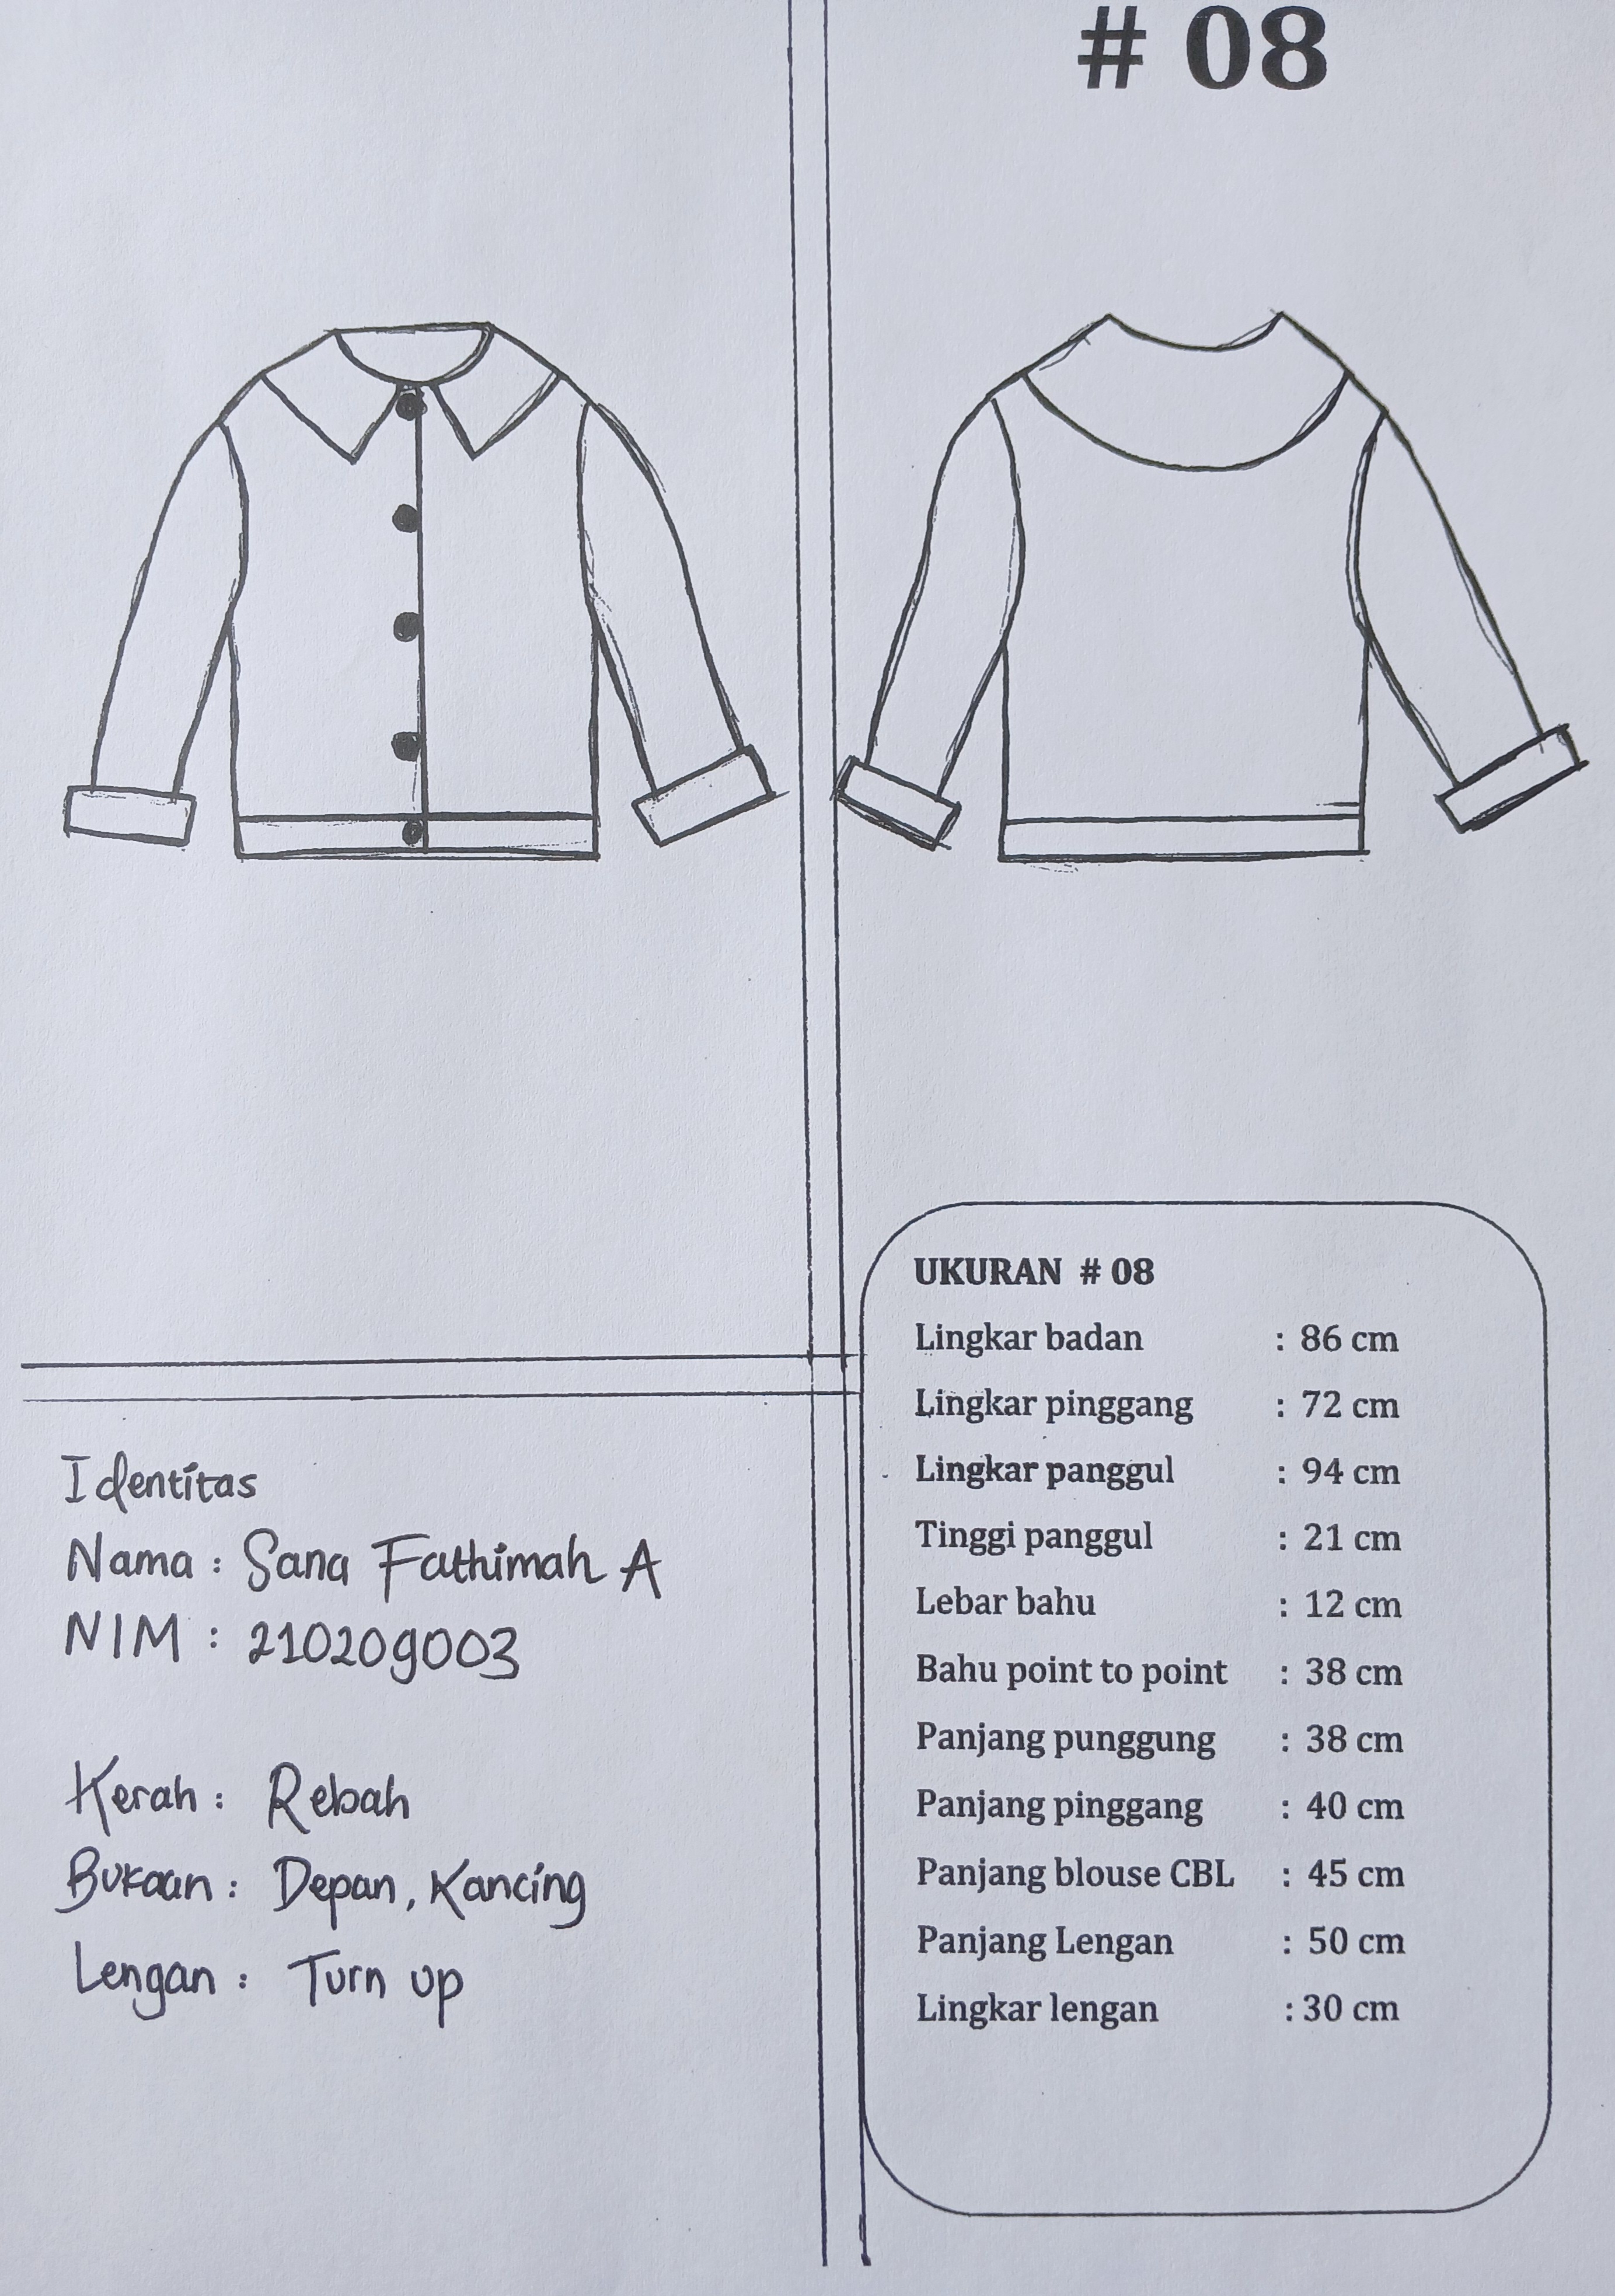 # 08
UKURAN # 08
Lingkar badan : 86 cm
Lingkar pinggang : 72 cm
Lingkar panggul : 94 cm
Tinggi panggul : 21 cm
Lebar bahu : 12 cm
Bahu point to point : 38 cm
Panjang punggung : 38 cm
Panjang pinggang : 40 cm
Panjang blouse CBL : 45 cm
Panjang Lengan : 50 cm
Lingkar lengan : 30 cm
Identitas
Nama : Sana Fathimah A
NIM : 210209003
Kerah : Rebah
Bukaan : Depan, Kancing
Lengan : Turn up